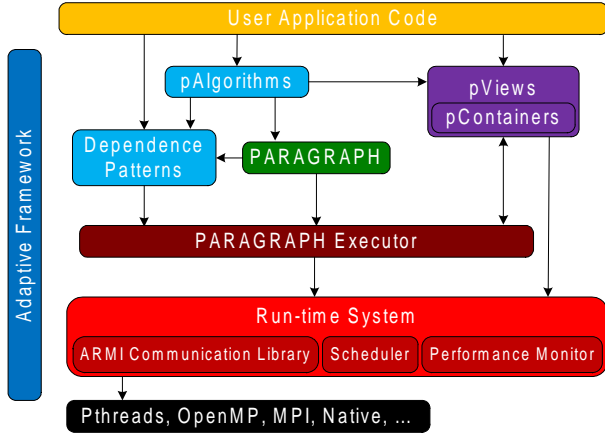 User Application Code
Adaptive Framework
pAlgorithms
pViews
pContainers
Dependence
Patterns
PARAGRAPH
PARAGRAPH Executor
Run-time System
ARMI Communication Library
Scheduler
Performance Monitor
Pthreads, OpenMP, MPI, Native, ...